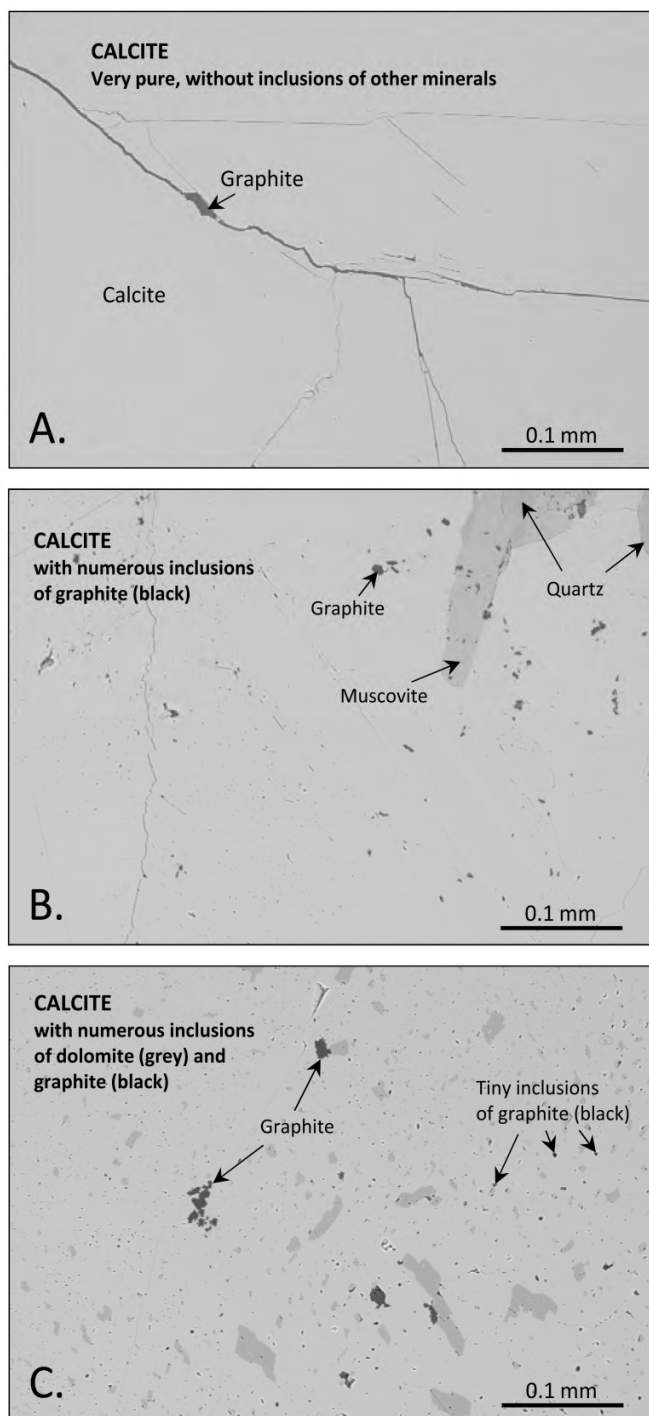 CALCITE
Very pure, without inclusions of other minerals
Graphite
Calcite
A.
0.1 mm
CALCITE
with numerous inclusions
of graphite (black)
Graphite
Quartz
Muscovite
B.
0.1 mm
CALCITE
with numerous inclusions
of dolomite (grey) and
graphite (black)
Graphite
Tiny inclusions
of graphite (black)
C.
0.1 mm